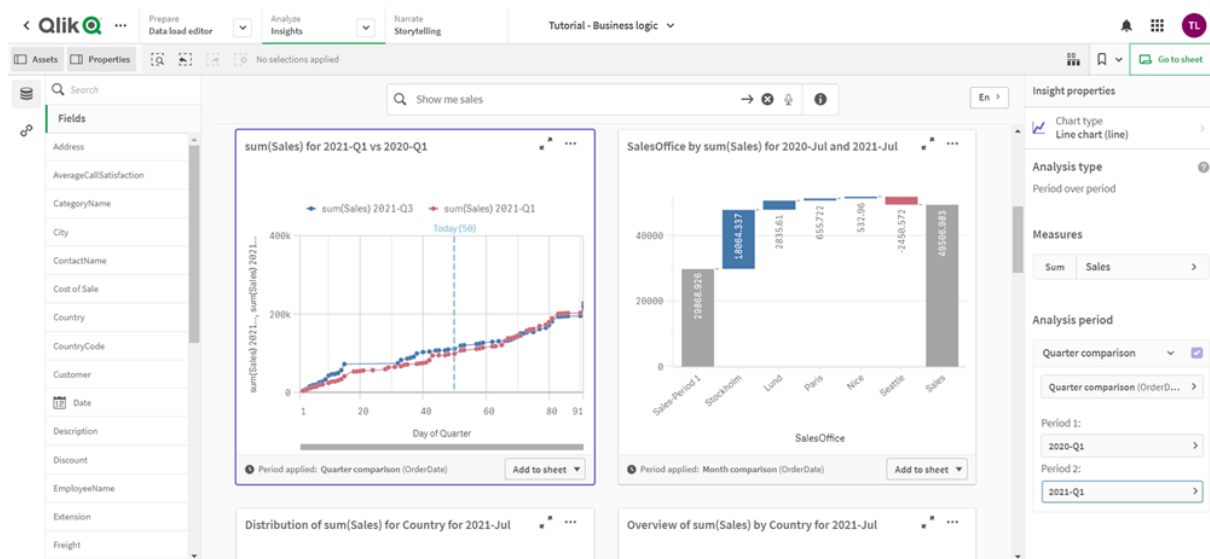 Qlik
Prepare
Data load editor
Analyze
Insights
Narrate
Storytelling
Tutorial - Business logic
TL
Assets
Properties
No selections applied
Go to sheet
Search
Fields
Address
AverageCallSatisfaction
CategoryName
City
ContactName
Cost of Sale
Country
CountryCode
Customer
Date
Description
Discount
EmployeeName
Extension
Freight
Show me sales
En
sum(Sales) for 2021-Q1 vs 2020-Q1
sum(Sales) 2021-Q3 sum(Sales) 2021-Q1
Today (50)
sum(Sales) 2021..., sum(Sales) 2021...
400k
200k
0
1 20 40 60 80 91
Day of Quarter
Period applied: Quarter comparison (OrderDate)
Add to sheet
SalesOffice by sum(Sales) for 2020-Jul and 2021-Jul
40000
20000
0
29868.926
18064.337
2835.61
655.722
532.96
-2450.572
49506.983
Sales-Period 1
Stockholm
Lund
Paris
Nice
Seattle
Sales
SalesOffice
Period applied: Month comparison (OrderDate)
Add to sheet
Distribution of sum(Sales) for Country for 2021-Jul
Overview of sum(Sales) by Country for 2021-Jul
Insight properties
Chart type
Line chart (line)
Analysis type
Period over period
Measures
Sum Sales
Analysis period
Quarter comparison
Quarter comparison (OrderD...
Period 1:
2020-Q1
Period 2:
2021-Q1